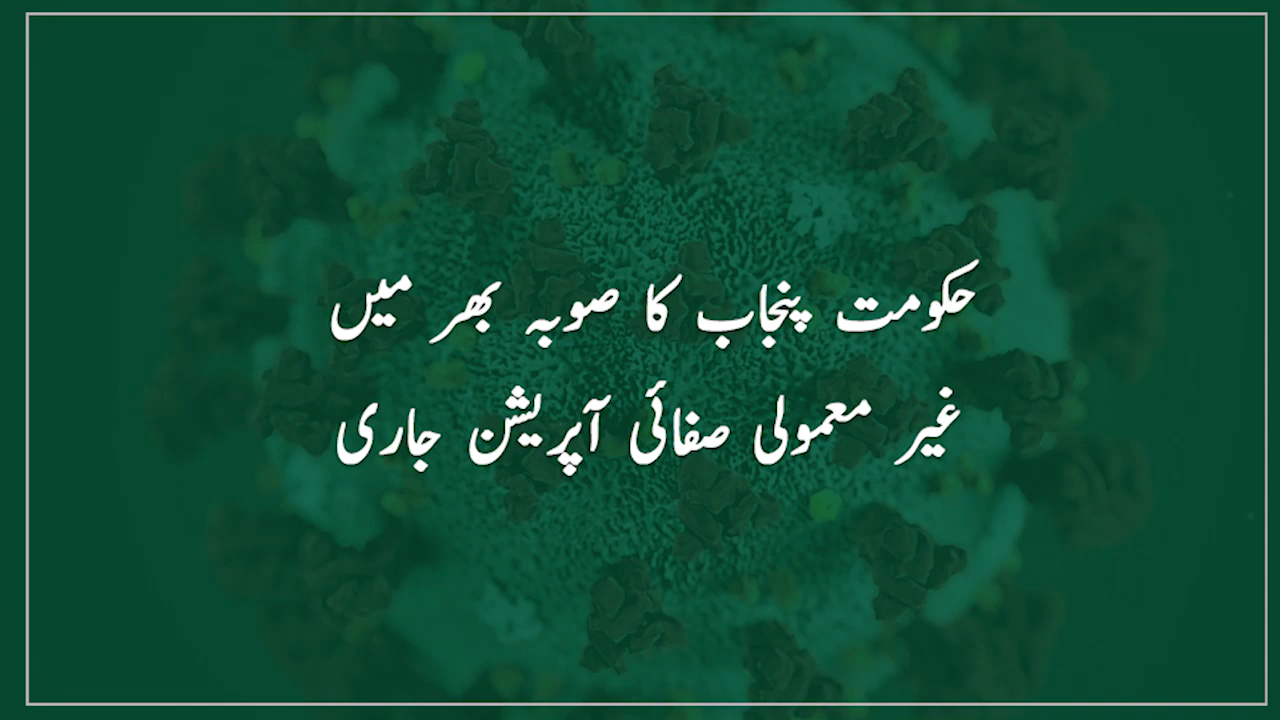 حکومت پنجاب کا صوبہ بھر میں
غیر معمولی صفائی آپریشن جاری